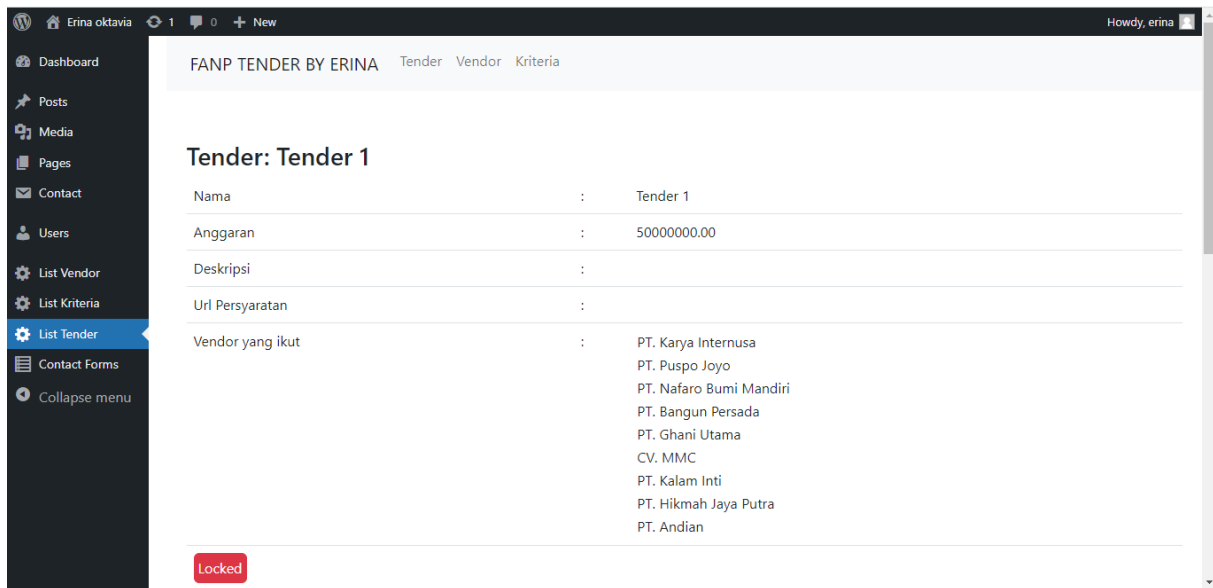 Erina oktavia 1 0 + New Howdy, erina
Dashboard
Posts
Media
Pages
Contact
Users
List Vendor
List Kriteria
List Tender
Contact Forms
Collapse menu
FANP TENDER BY ERINA Tender Vendor Kriteria
Tender: Tender 1
Nama : Tender 1
Anggaran : 50000000.00
Deskripsi :
Url Persyaratan :
Vendor yang ikut : PT. Karya Internusa
PT. Puspo Joyo
PT. Nafaro Bumi Mandiri
PT. Bangun Persada
PT. Ghani Utama
CV. MMC
PT. Kalam Inti
PT. Hikmah Jaya Putra
PT. Andian
Locked